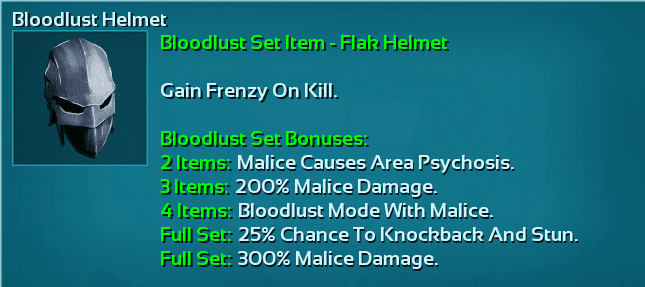 Bloodlust Helmet
Bloodlust Set Item - Flak Helmet
Gain Frenzy On Kill.
Bloodlust Set Bonuses:
2 Items: Malice Causes Area Psychosis.
3 Items: 200% Malice Damage.
4 Items: Bloodlust Mode With Malice.
Full Set: 25% Chance To Knockback And Stun.
Full Set: 300% Malice Damage.